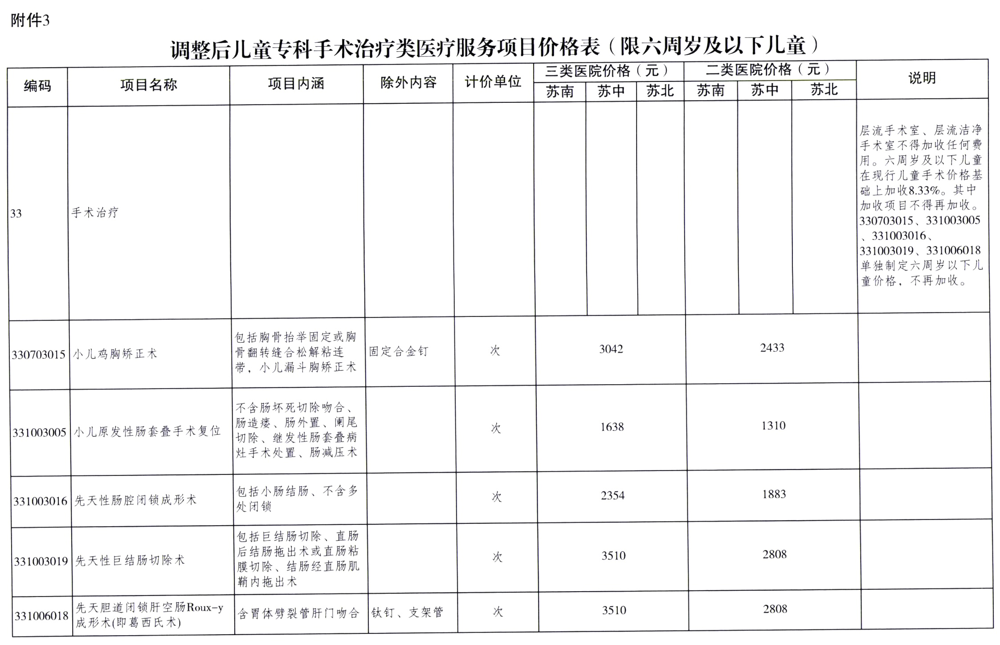 附件3
调整后儿童专科手术治疗类医疗服务项目价格表（限六周岁及以下儿童）
编码 项目名称 项目内涵 除外内容 计价单位 三类医院价格（元） 二类医院价格（元） 说明
苏南 苏中 苏北 苏南 苏中 苏北
33 手术治疗
层流手术室、层流洁净
手术室不得加收任何费
用。六周岁及以下儿童
在现行儿童手术价格基
础上加收8.33%。其中
加收项目不得再加收。
330703015、331003005
、331003016、
331003019、331006018
单独制定六周岁以下儿
童价格，不再加收。
330703015 小儿鸡胸矫正术
包括胸骨抬举固定或胸
骨翻转缝合松解粘连
带，小儿漏斗胸矫正术
固定合金钉 次 3042 2433
331003005 小儿原发性肠套叠手术复位
不含肠坏死切除吻合、
肠造瘘、肠外置、阑尾
切除、继发性肠套叠病
灶手术处置、肠减压术
次 1638 1310
331003016 先天性肠腔闭锁成形术
包括小肠结肠、不含多
处闭锁
次 2354 1883
331003019 先天性巨结肠切除术
包括巨结肠切除、直肠
后结肠拖出术或直肠粘
膜切除、结肠经直肠肌
鞘内拖出术
次 3510 2808
331006018
先天胆道闭锁肝空肠Roux-y
成形术(即葛西氏术)
含胃体劈裂管肝门吻合 钛钉、支架管 次 3510 2808